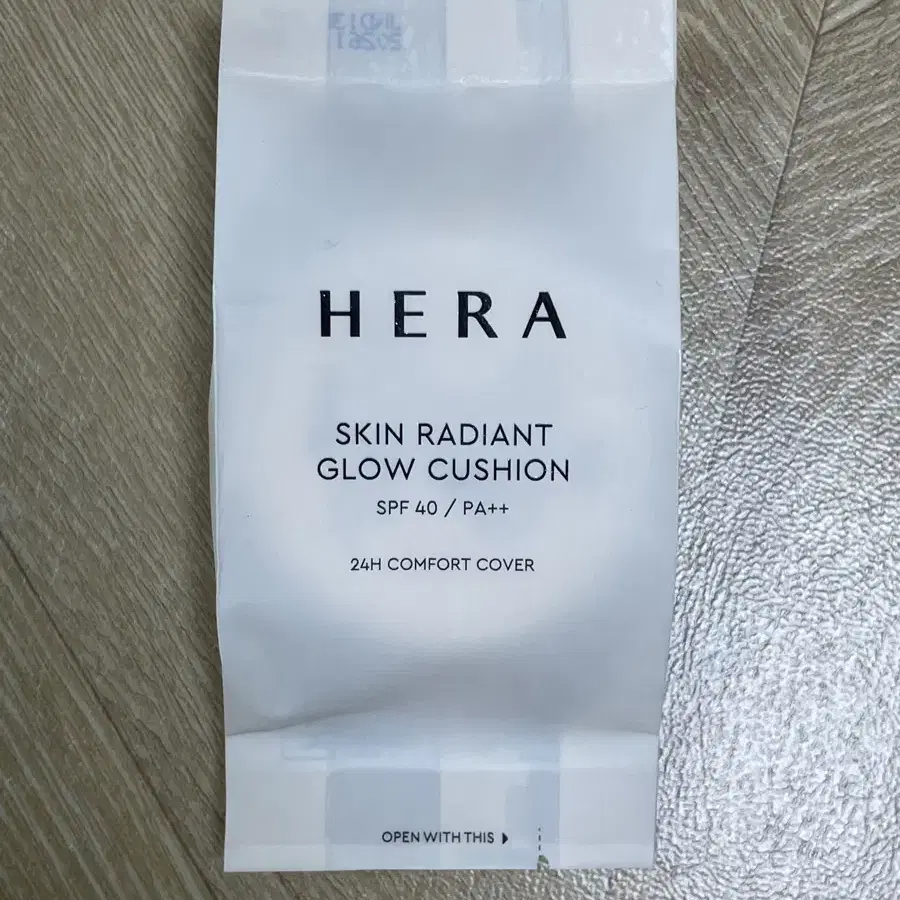 HERA
SKIN RADIANT
GLOW CUSHION
SPF 40 / PA++
24H COMFORT COVER
OPEN WITH THIS